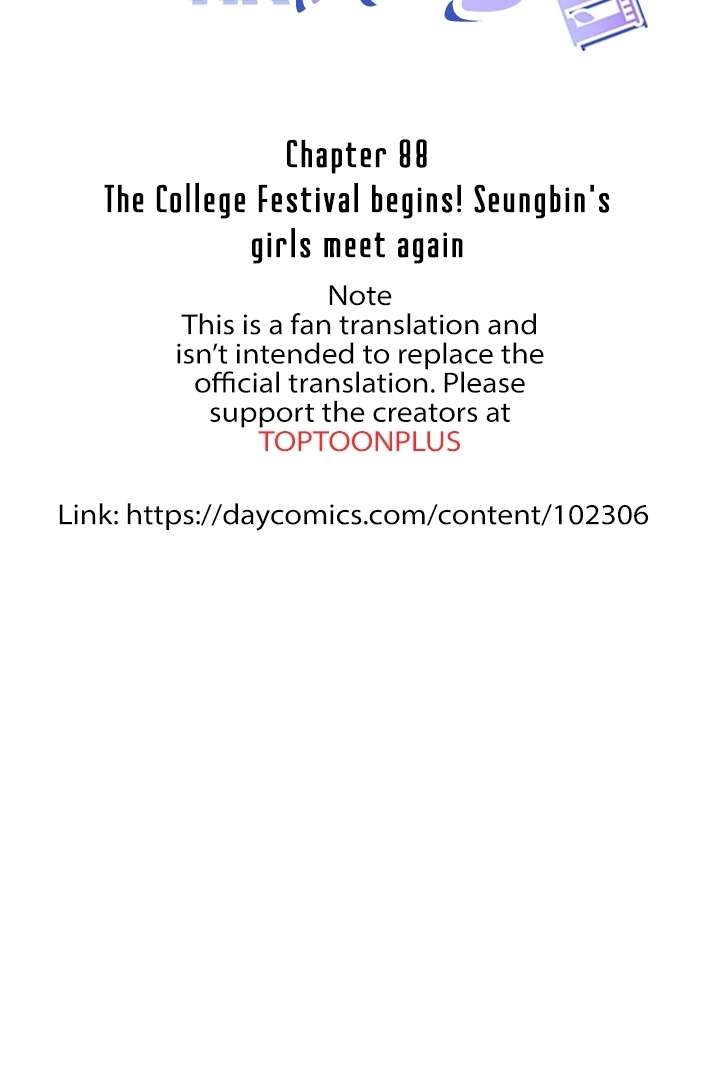 Chapter 88
The College Festival begins! Seungbin's
girls meet again
Note
This is a fan translation and
isn’t intended to replace the
official translation. Please
support the creators at
TOPTOONPLUS
Link: https://daycomics.com/content/102306